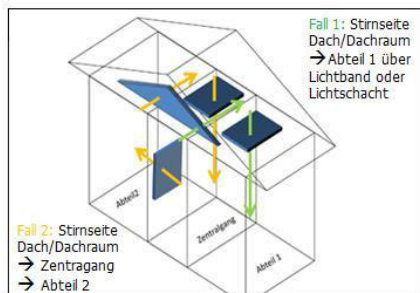 Fall 1: Stirnseite
Dach/Dachraum
→ Abteil 1 über
Lichtband oder
Lichtschacht
Abteil2
Zentralgang
Abteil 1
Fall 2: Stirnseite
Dach/Dachraum
→ Zentragang
→ Abteil 2